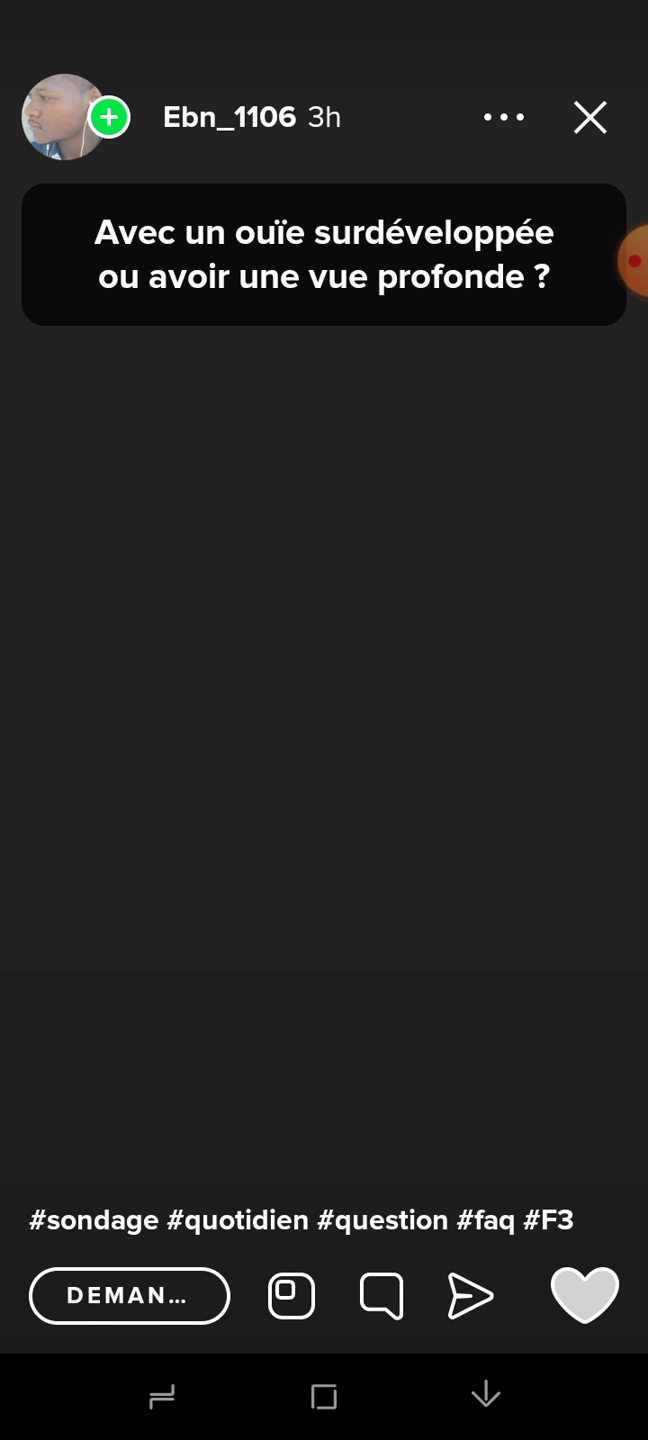 Ebn_1106 3h
Avec un ouïe surdéveloppée
ou avoir une vue profonde ?
#sondage #quotidien #question #faq #F3
DEMAN...